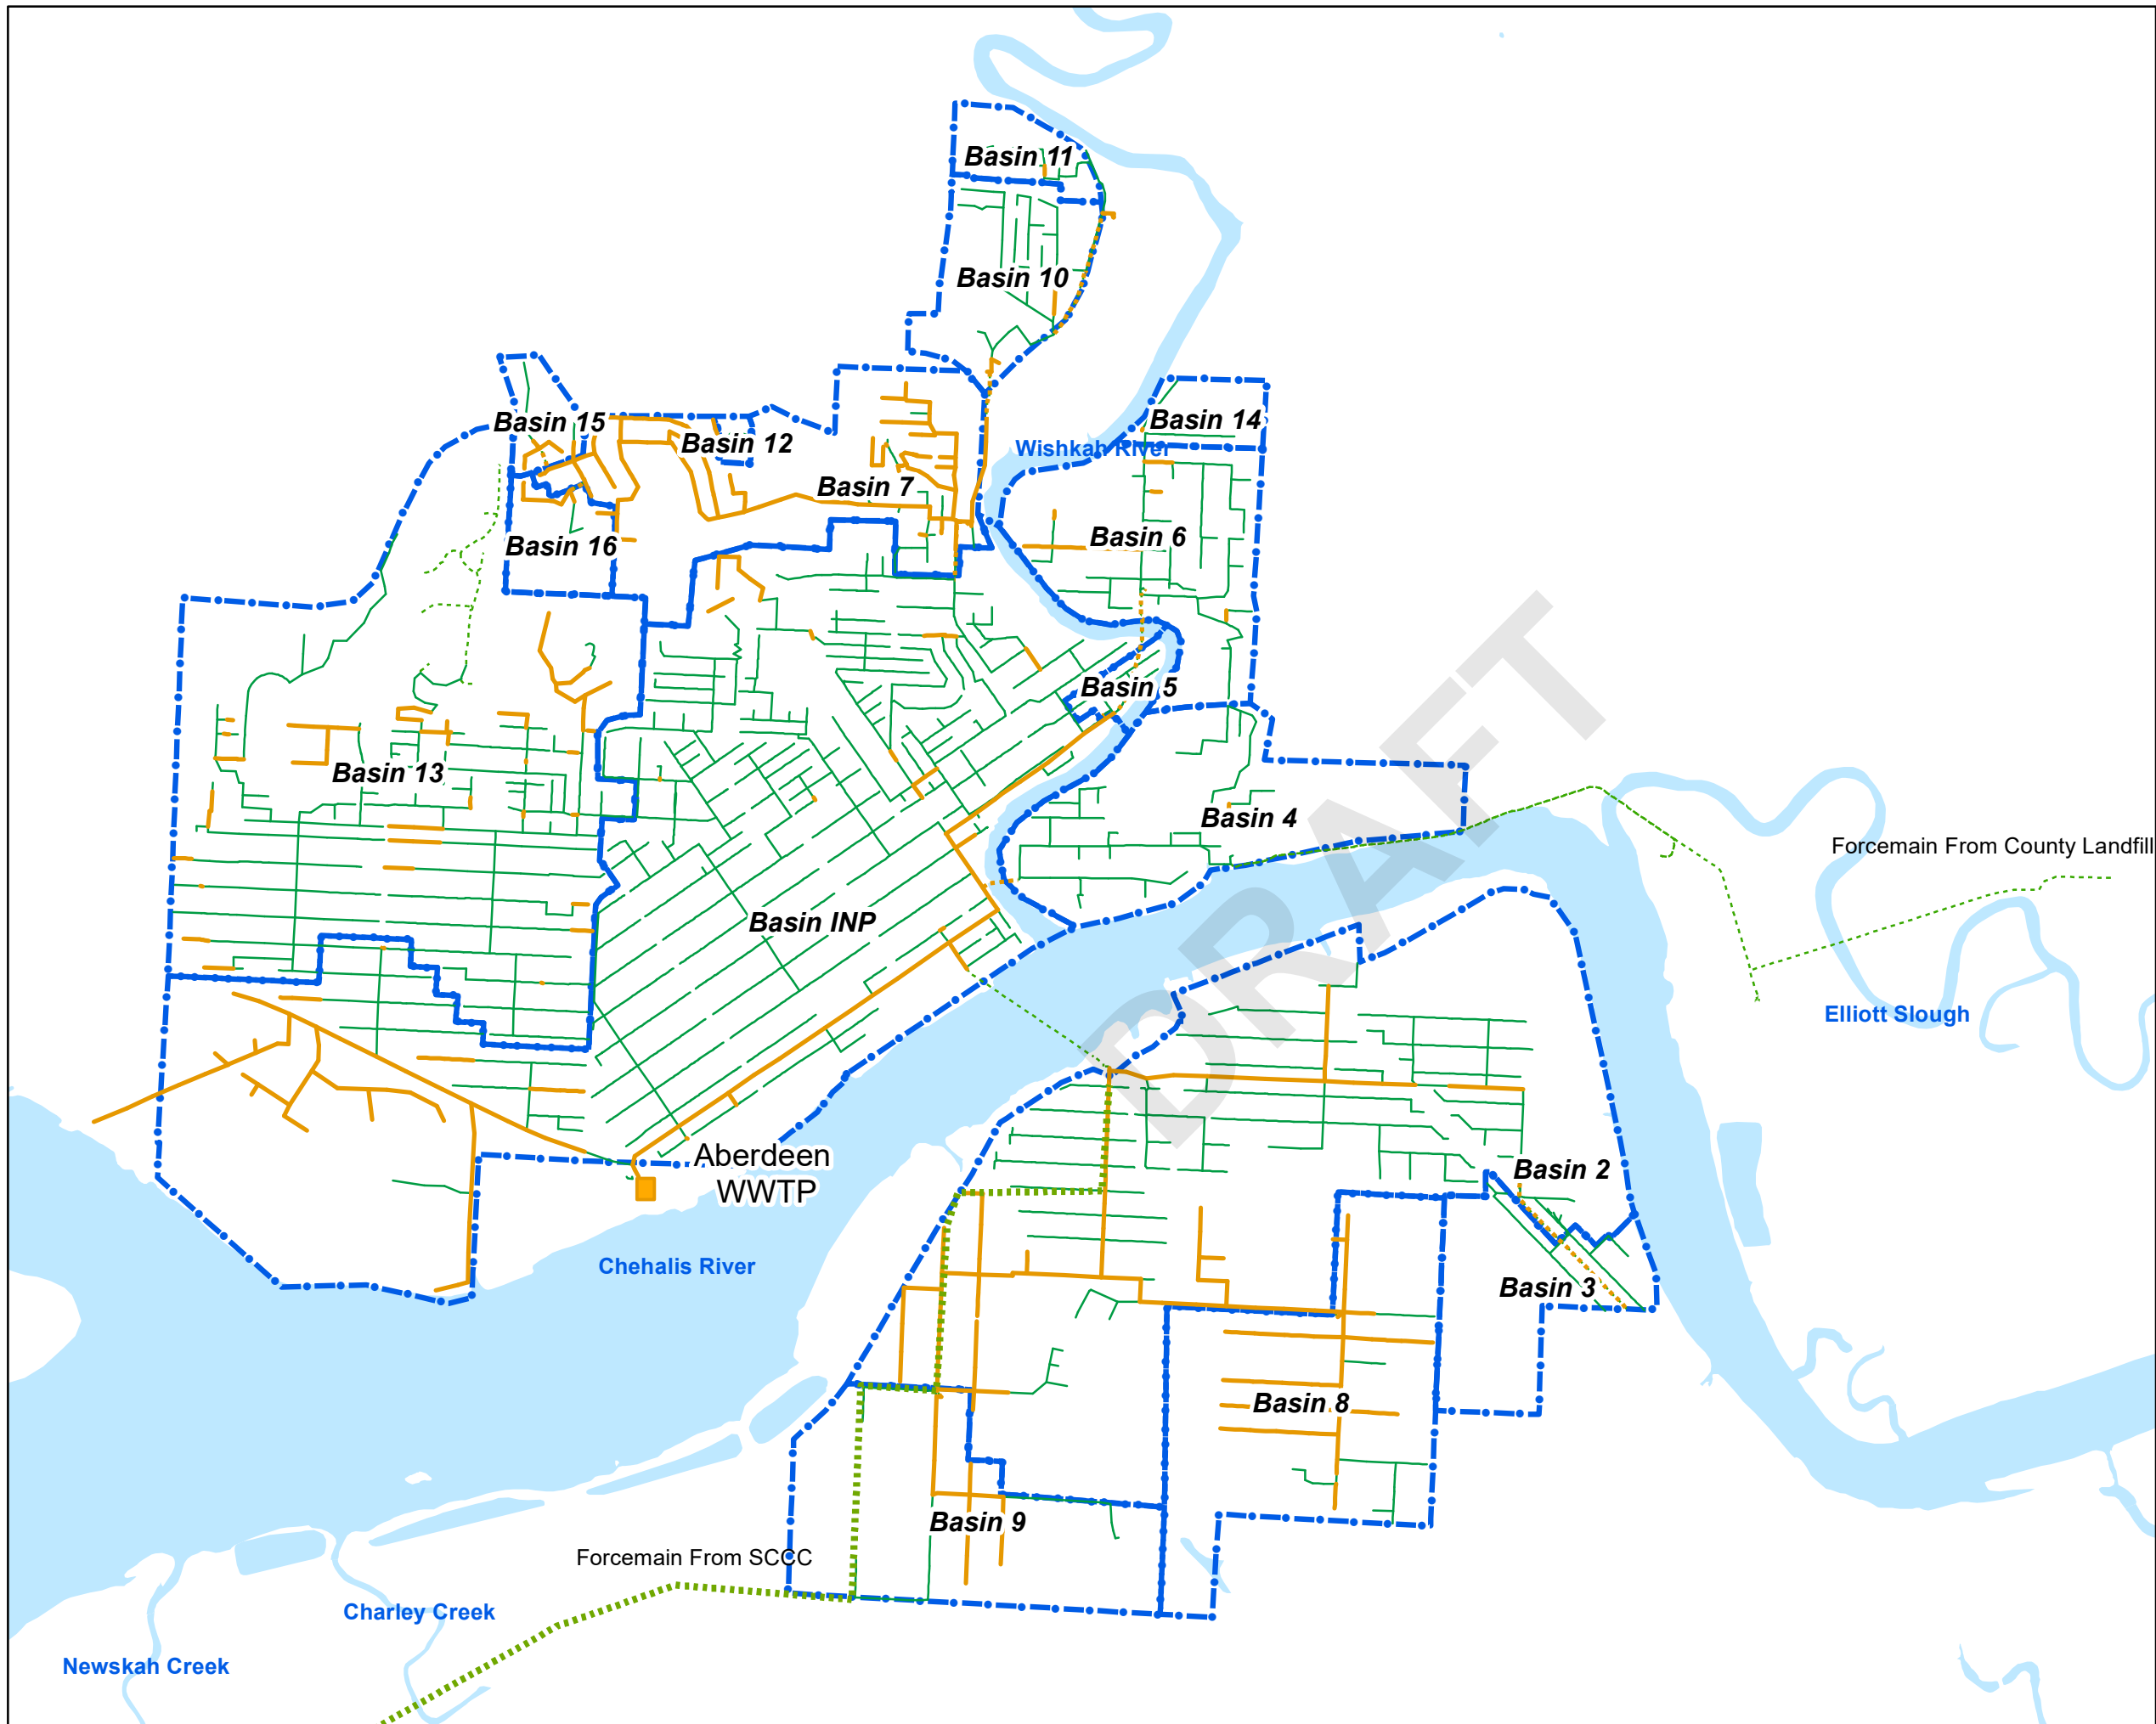 Basin 11
Basin 10
Basin 15
Basin 12
Basin 14
Wishkah River
Basin 7
Basin 6
Basin 16
Basin 5
Basin 13
Basin 4
Forcemain From County Landfill
Basin INP
DRAFT
Elliott Slough
Aberdeen
WWTP
Basin 2
Chehalis River
Basin 3
Basin 8
Basin 9
Forcemain From SCCC
Charley Creek
Newskah Creek